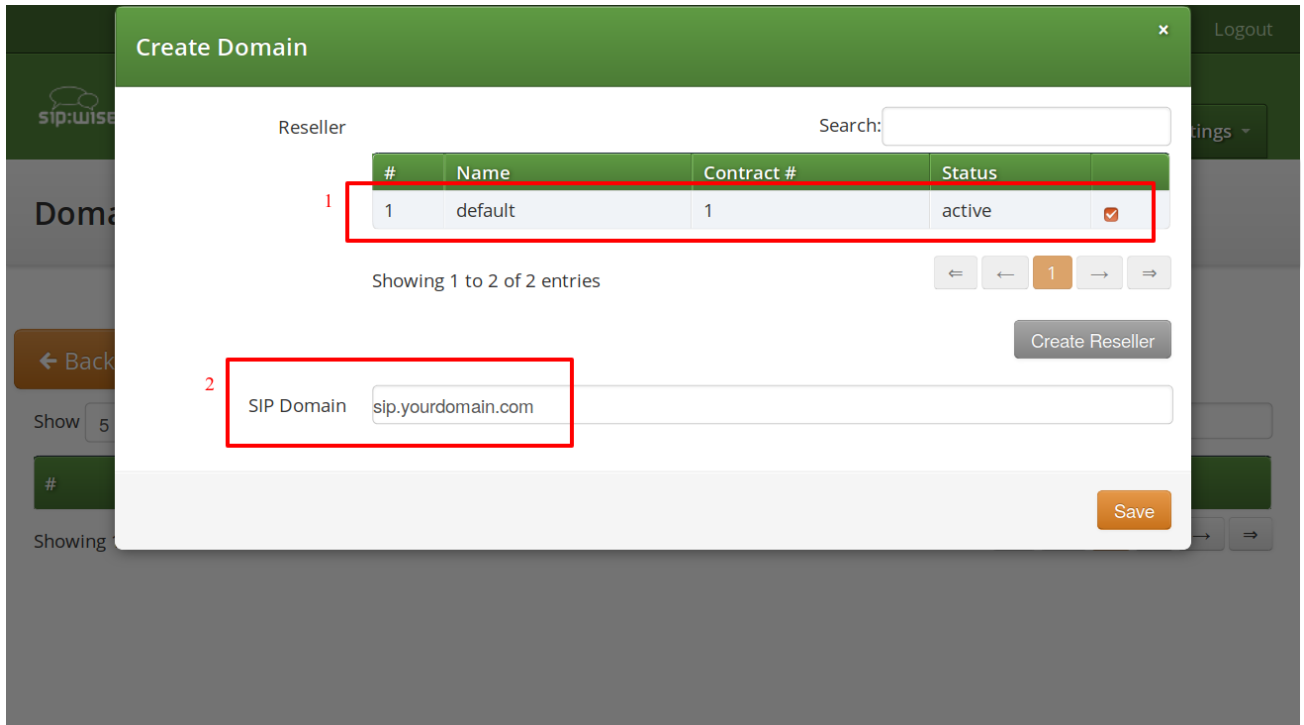 Logout
Create Domain
×
sip:wise
tings
Reseller
Search:
# Name Contract # Status
1
1 default 1 active
Doma
Showing 1 to 2 of 2 entries
⇐ ← 1 → ⇒
Create Reseller
← Back
2
SIP Domain sip.yourdomain.com
Show 5
#
Save
Showing
→ ⇒